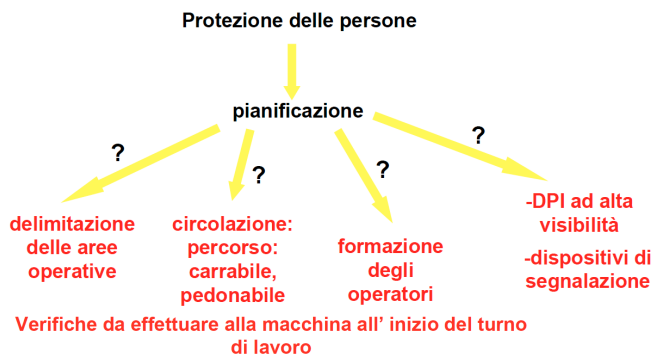 Protezione delle persone
pianificazione
?
?
?
?
delimitazione
delle aree
operative
circolazione:
percorso:
carrabile,
pedonabile
formazione
degli
operatori
-DPI ad alta
visibilità
-dispositivi di
segnalazione
Verifiche da effettuare alla macchina all' inizio del turno
di lavoro